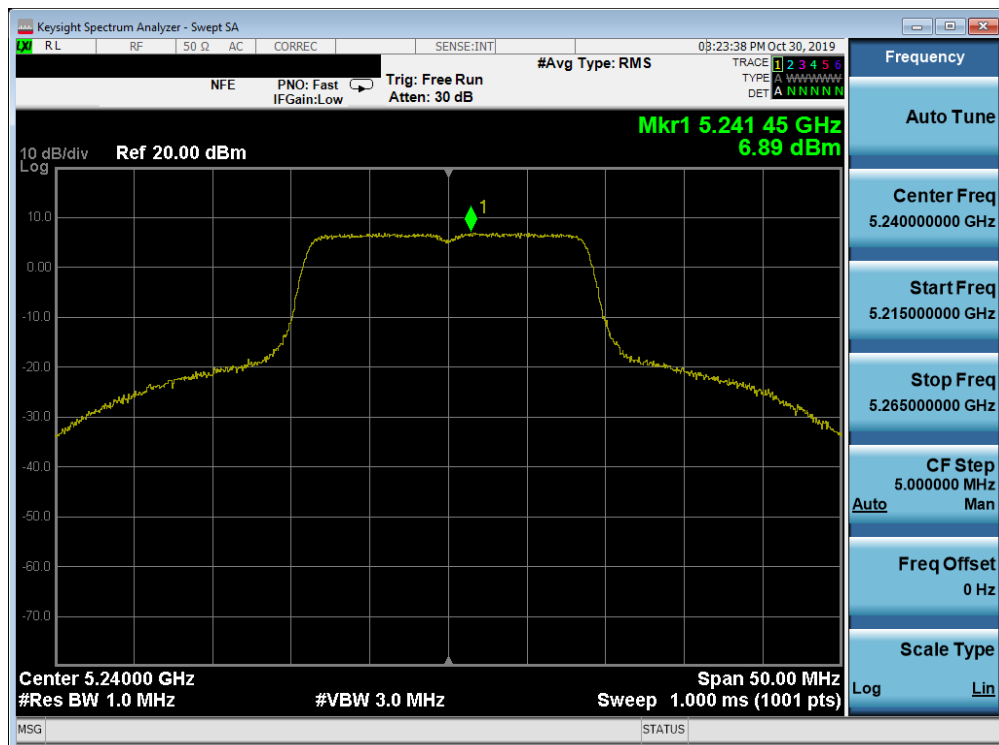 Keysight Spectrum Analyzer - Swept SA
LXI RL RF 50 Ω AC CORREC SENSE:INT 03:23:38 PM Oct 30, 2019
NFE PNO: Fast IFGain:Low Trig: Free Run Atten: 30 dB #Avg Type: RMS
TRACE 1 2 3 4 5 6
TYPE A WWWWW
DET A N N N N N
Mkr1 5.241 45 GHz
6.89 dBm
10 dB/div Ref 20.00 dBm
Log
1
10.0
0.00
-10.0
-20.0
-30.0
-40.0
-50.0
-60.0
-70.0
Center 5.24000 GHz Span 50.00 MHz
#Res BW 1.0 MHz #VBW 3.0 MHz Sweep 1.000 ms (1001 pts)
MSG STATUS
Frequency
Auto Tune
Center Freq
5.240000000 GHz
Start Freq
5.215000000 GHz
Stop Freq
5.265000000 GHz
CF Step
5.000000 MHz
Auto Man
Freq Offset
0 Hz
Scale Type
Log Lin